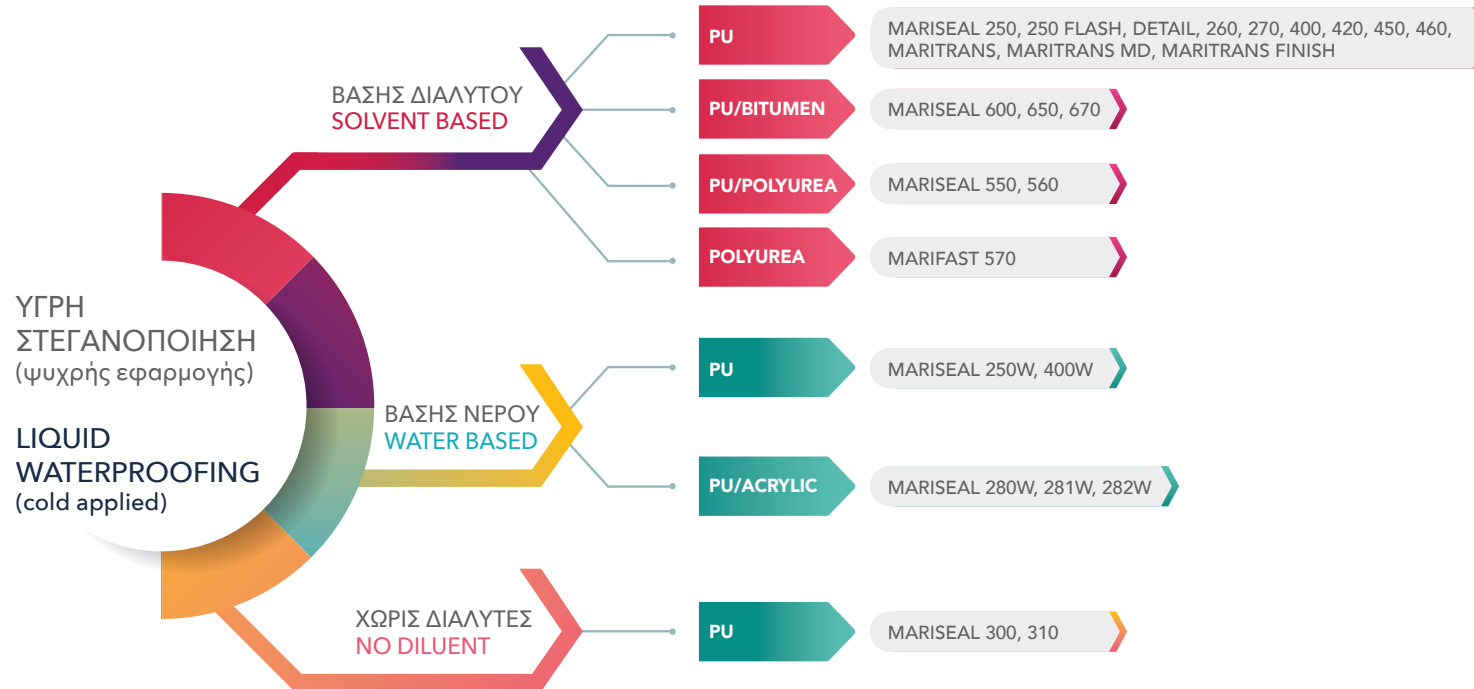 ΥΓΡΗ
ΣΤΕΓΑΝΟΠΟΙΗΣΗ
(ψυχρής εφαρμογής)
LIQUID
WATERPROOFING
(cold applied)
ΒΑΣΗΣ ΔΙΑΛΥΤΟΥ
SOLVENT BASED
PU
MARISEAL 250, 250 FLASH, DETAIL, 260, 270, 400, 420, 450, 460,
MARITRANS, MARITRANS MD, MARITRANS FINISH
PU/BITUMEN
MARISEAL 600, 650, 670
PU/POLYUREA
MARISEAL 550, 560
POLYUREA
MARIFAST 570
ΒΑΣΗΣ ΝΕΡΟΥ
WATER BASED
PU
MARISEAL 250W, 400W
PU/ACRYLIC
MARISEAL 280W, 281W, 282W
ΧΩΡΙΣ ΔΙΑΛΥΤΕΣ
NO DILUENT
PU
MARISEAL 300, 310